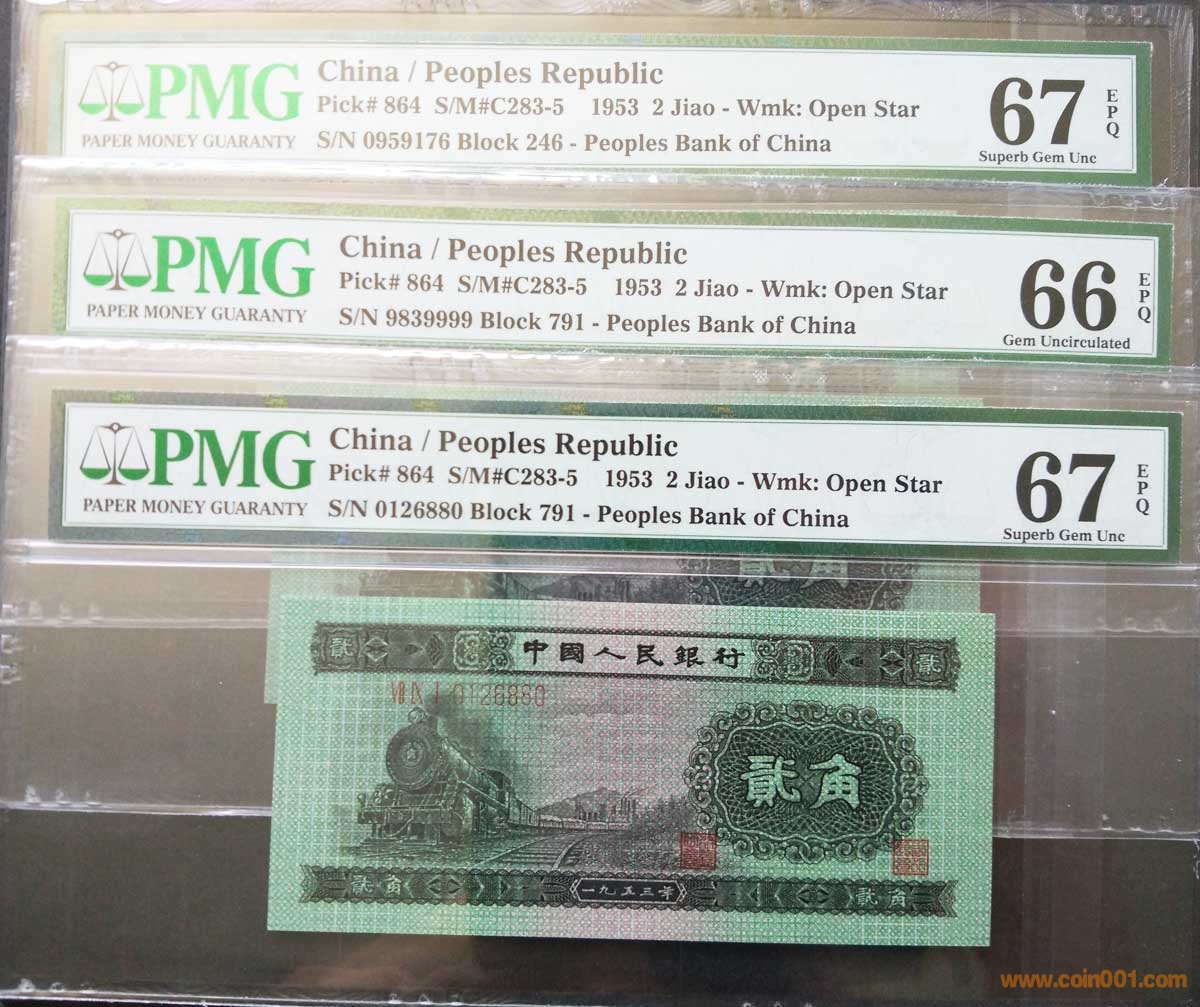 PMG
PAPER MONEY GUARANTY
China / Peoples Republic
Pick# 864 S/M#C283-5 1953 2 Jiao - Wmk: Open Star
S/N 0959176 Block 246 - Peoples Bank of China
67
EPQ
Superb Gem Unc
PMG
PAPER MONEY GUARANTY
China / Peoples Republic
Pick# 864 S/M#C283-5 1953 2 Jiao - Wmk: Open Star
S/N 9839999 Block 791 - Peoples Bank of China
66
EPQ
Gem Uncirculated
PMG
PAPER MONEY GUARANTY
China / Peoples Republic
Pick# 864 S/M#C283-5 1953 2 Jiao - Wmk: Open Star
S/N 0126880 Block 791 - Peoples Bank of China
67
EPQ
Superb Gem Unc
貳角
貳 中國人民銀行 貳
ⅦⅨⅠ 0126880
貳角
貳角 一九五三年 貳角
www.coin001.com